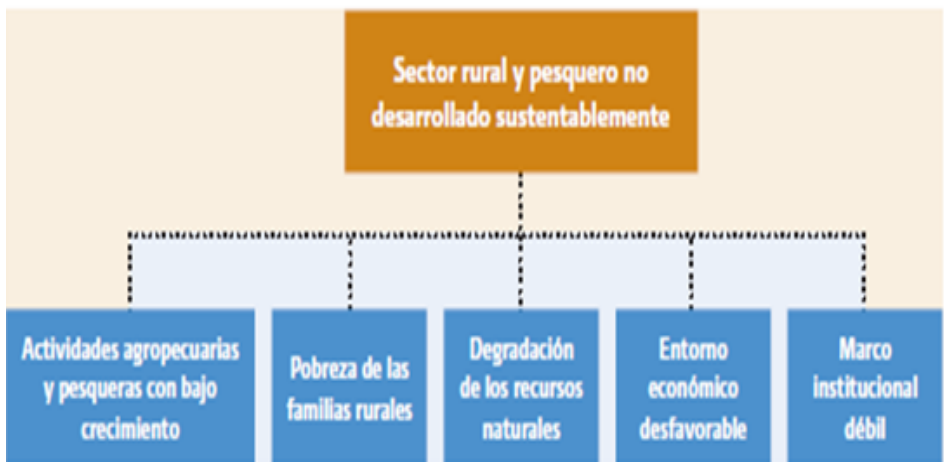 Sector rural y pesquero no
desarrollado sustentablemente
Actividades agropecuarias
y pesqueras con bajo
crecimiento
Pobreza de las
familias rurales
Degradación
de los recursos
naturales
Entorno
económico
desfavorable
Marco
institucional
débil